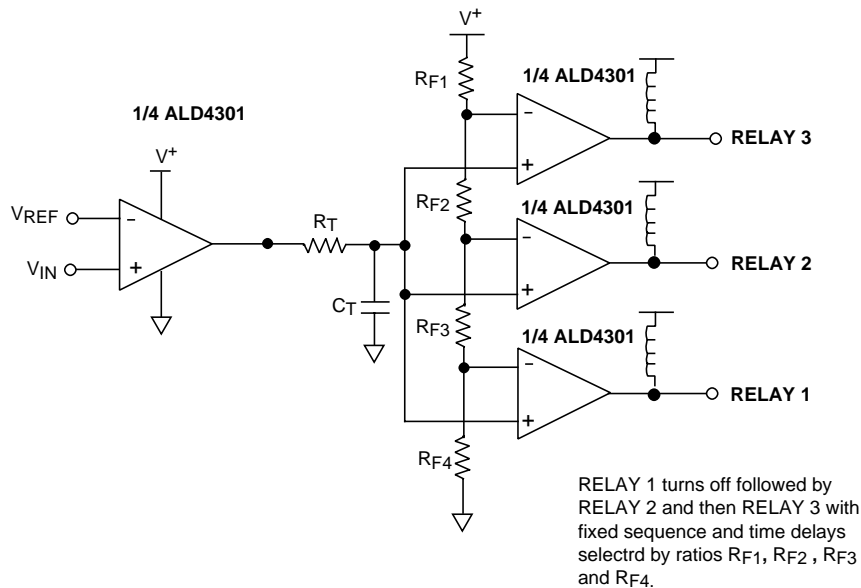 V+
RF1
1/4 ALD4301
1/4 ALD4301
V+
-
+
RELAY 3
VREF
-
RT
RF2
1/4 ALD4301
-
+
RELAY 2
VIN
+
CT
RF3
1/4 ALD4301
-
+
RELAY 1
RF4
RELAY 1 turns off followed by
RELAY 2 and then RELAY 3 with
fixed sequence and time delays
selectrd by ratios RF1, RF2 , RF3
and RF4.